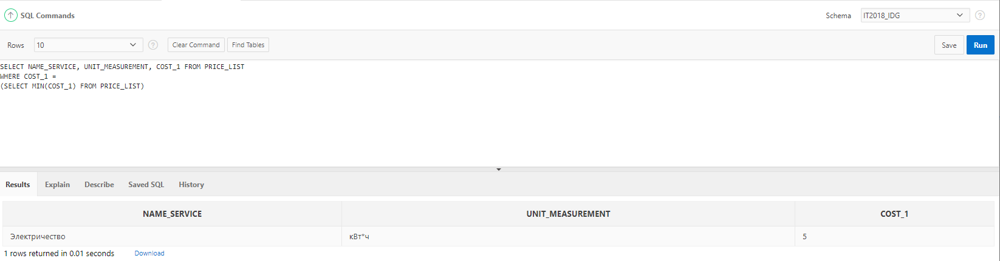 SQL Commands
Schema IT2018_IDG ?
Rows 10 ? Clear Command Find Tables Save Run
SELECT NAME_SERVICE, UNIT_MEASUREMENT, COST_1 FROM PRICE_LIST
WHERE COST_1 =
(SELECT MIN(COST_1) FROM PRICE_LIST)
Results Explain Describe Saved SQL History
NAME_SERVICE UNIT_MEASUREMENT COST_1
Электричество кВт*ч 5
1 rows returned in 0.01 seconds Download